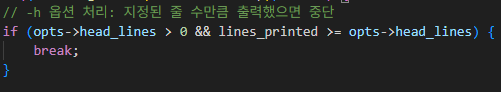 // -h 옵션 처리: 지정된 줄 수만큼 출력했으면 중단
if (opts->head_lines > 0 && lines_printed >= opts->head_lines) {
    break;
}